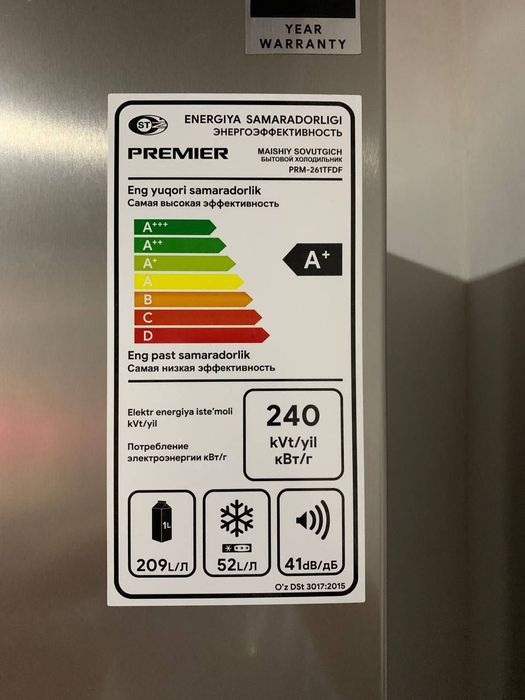 YEAR
WARRANTY
ST
ENERGIYA SAMARADORLIGI
ЭНЕРГОЭФФЕКТИВНОСТЬ
PREMIER
MAISHIY SOVUTGICH
БЫТОВОЙ ХОЛОДИЛЬНИК
PRM-261TFDF
Eng yuqori samaradorlik
Самая высокая эффективность
A+++
A++
A+
A
B
C
D
A+
Eng past samaradorlik
Самая низкая эффективность
Elektr energiya iste'moli
kVt/yil
Потребление
электроэнергии кВт/г
240
kVt/yil
кВт/г
1L
209L/Л
52L/Л
41dB/дБ
O'z DSt 3017:2015